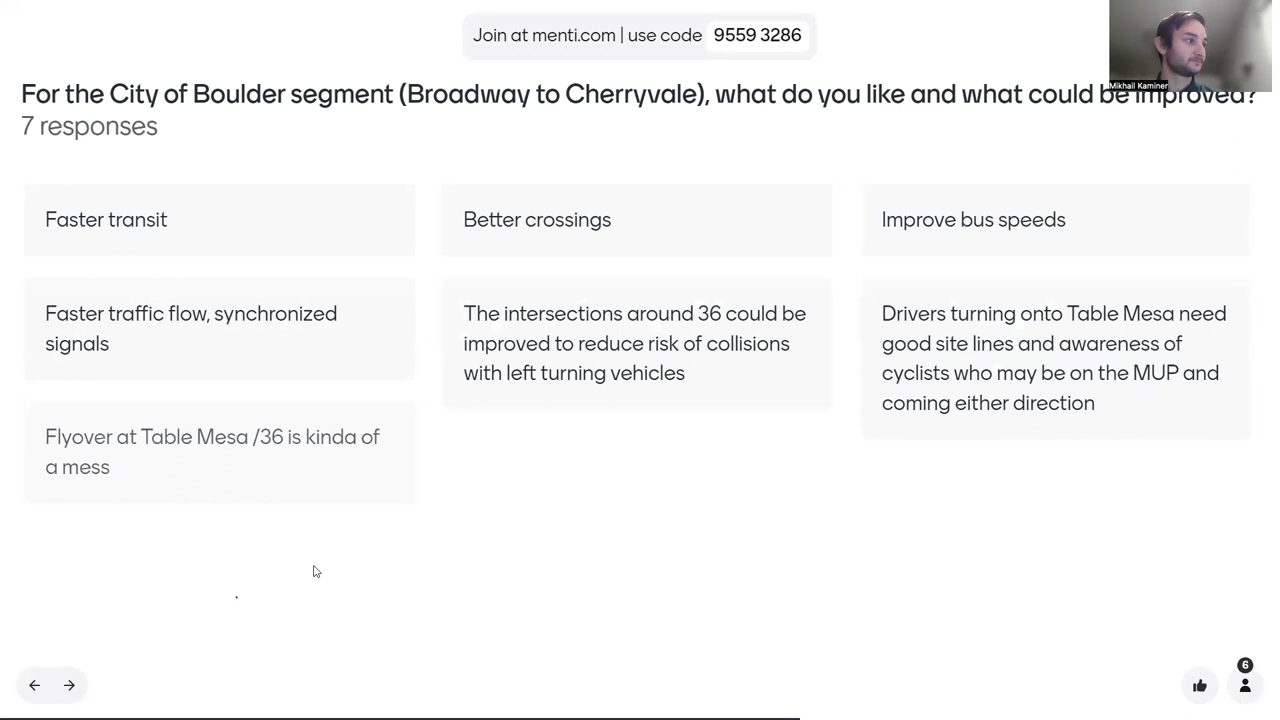 Join at menti.com | use code 9559 3286
Mikhail Kaminer
For the City of Boulder segment (Broadway to Cherryvale), what do you like and what could be improved?
7 responses
Faster transit
Better crossings
Improve bus speeds
Faster traffic flow, synchronized
signals
The intersections around 36 could be
improved to reduce risk of collisions
with left turning vehicles
Drivers turning onto Table Mesa need
good site lines and awareness of
cyclists who may be on the MUP and
coming either direction
Flyover at Table Mesa /36 is kinda of
a mess
6